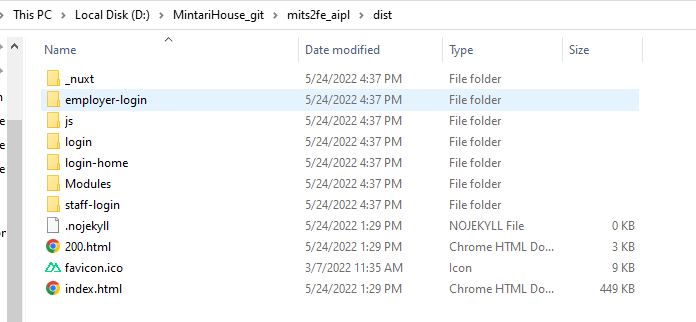 This PC > Local Disk (D:) > MintariHouse_git > mits2fe_aipl > dist
Name Date modified Type Size
_nuxt 5/24/2022 4:37 PM File folder
employer-login 5/24/2022 4:37 PM File folder
js 5/24/2022 4:37 PM File folder
login 5/24/2022 4:37 PM File folder
login-home 5/24/2022 4:37 PM File folder
Modules 5/24/2022 4:37 PM File folder
staff-login 5/24/2022 4:37 PM File folder
.nojekyll 5/24/2022 1:29 PM NOJEKYLL File 0 KB
200.html 5/24/2022 1:29 PM Chrome HTML Do... 3 KB
favicon.ico 3/7/2022 11:35 AM Icon 9 KB
index.html 5/24/2022 1:29 PM Chrome HTML Do... 449 KB